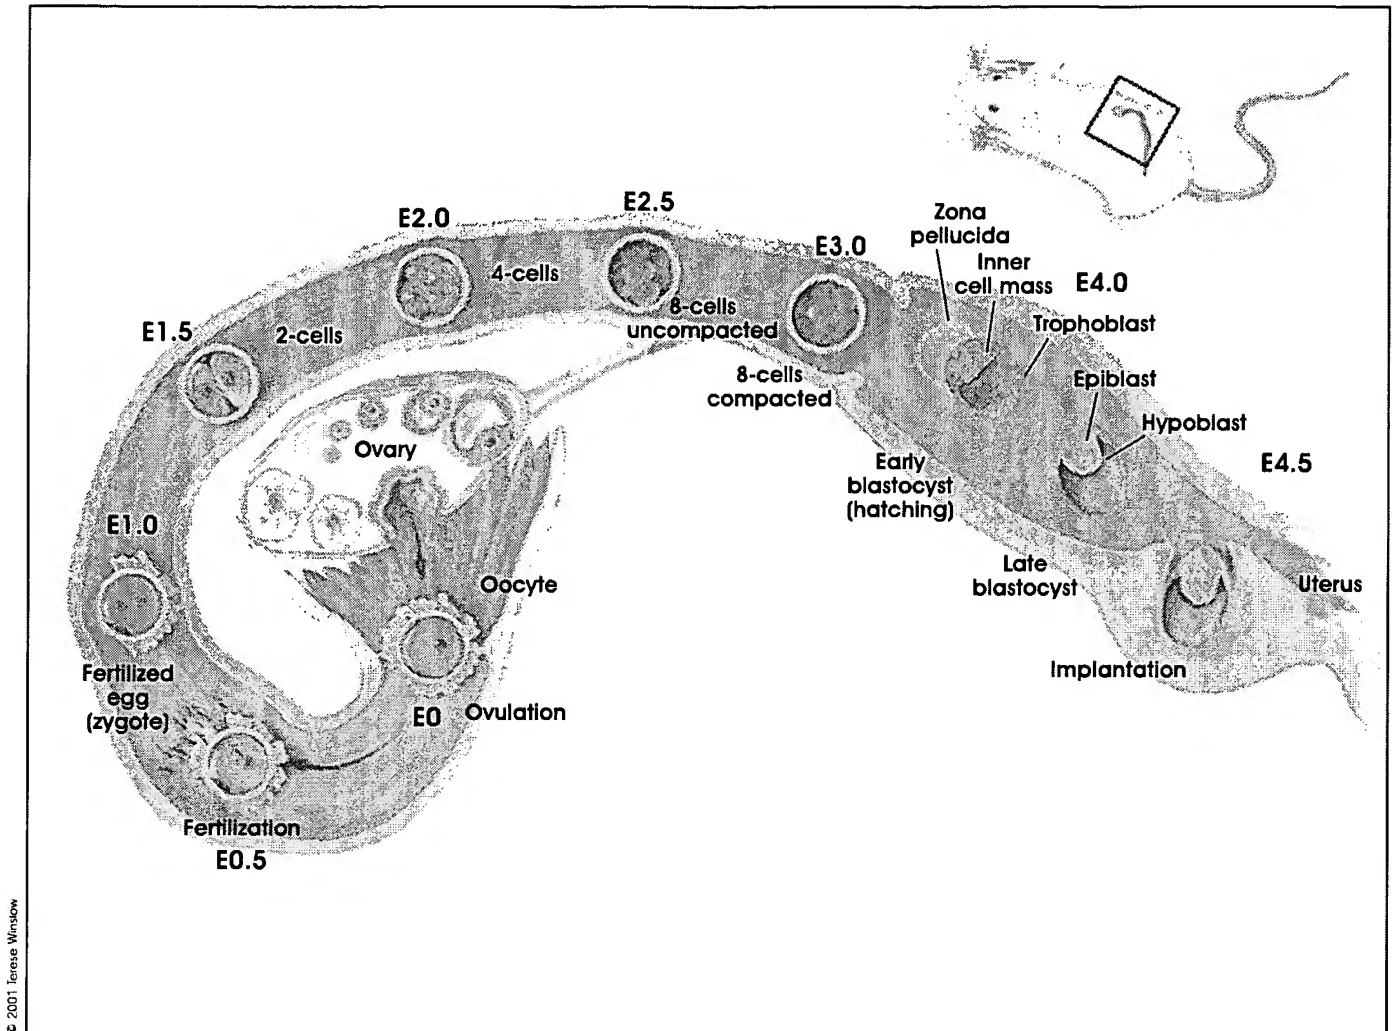 E2.0
E2.5
E3.0
Zona
pellucida
Inner
cell mass
E4.0
4-cells
8-cells
uncompacted
E1.5
2-cells
Trophoblast
8-cells
compacted
Epiblast
Hypoblast
Ovary
Early
blastocyst
(hatching)
E4.5
E1.0
Oocyte
Late
blastocyst
Uterus
Fertilized
egg
(zygote)
E0
Ovulation
Implantation
Fertilization
E0.5
© 2001 Terese Winslow